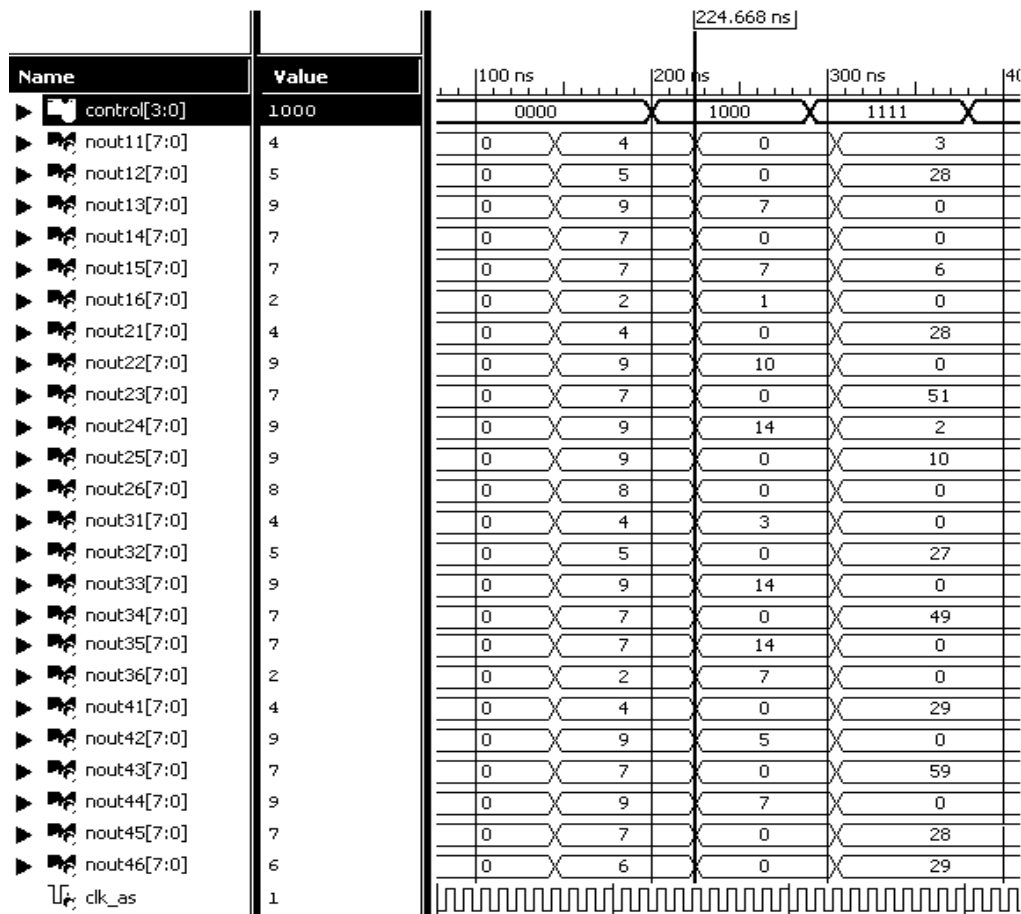 224.668 ns
Name Value 100 ns 200 ns 300 ns 40
control[3:0] 1000 0000 1000 1111
nout11[7:0] 4 0 4 0 3
nout12[7:0] 5 0 5 0 28
nout13[7:0] 9 0 9 7 0
nout14[7:0] 7 0 7 0 0
nout15[7:0] 7 0 7 7 6
nout16[7:0] 2 0 2 1 0
nout21[7:0] 4 0 4 0 28
nout22[7:0] 9 0 9 10 0
nout23[7:0] 7 0 7 0 51
nout24[7:0] 9 0 9 14 2
nout25[7:0] 9 0 9 0 10
nout26[7:0] 8 0 8 0 0
nout31[7:0] 4 0 4 3 0
nout32[7:0] 5 0 5 0 27
nout33[7:0] 9 0 9 14 0
nout34[7:0] 7 0 7 0 49
nout35[7:0] 7 0 7 14 0
nout36[7:0] 2 0 2 7 0
nout41[7:0] 4 0 4 0 29
nout42[7:0] 9 0 9 5 0
nout43[7:0] 7 0 7 0 59
nout44[7:0] 9 0 9 7 0
nout45[7:0] 7 0 7 0 28
nout46[7:0] 6 0 6 0 29
clk_as 1